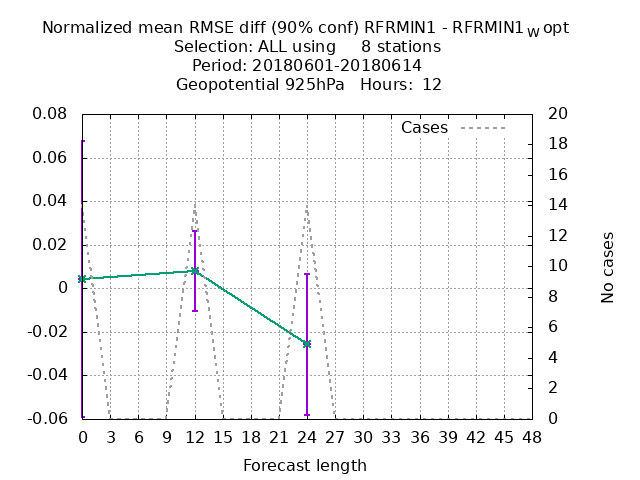 Normalized mean RMSE diff (90% conf) RFRMIN1 - RFRMIN1wopt
Selection: ALL using 8 stations
Period: 20180601-20180614
Geopotential 925hPa Hours: 12
Cases
0.08
0.06
0.04
0.02
0
-0.02
-0.04
-0.06
20
18
16
14
12
10
8
6
4
2
0
No cases
0 3 6 9 12 15 18 21 24 27 30 33 36 39 42 45 48
Forecast length